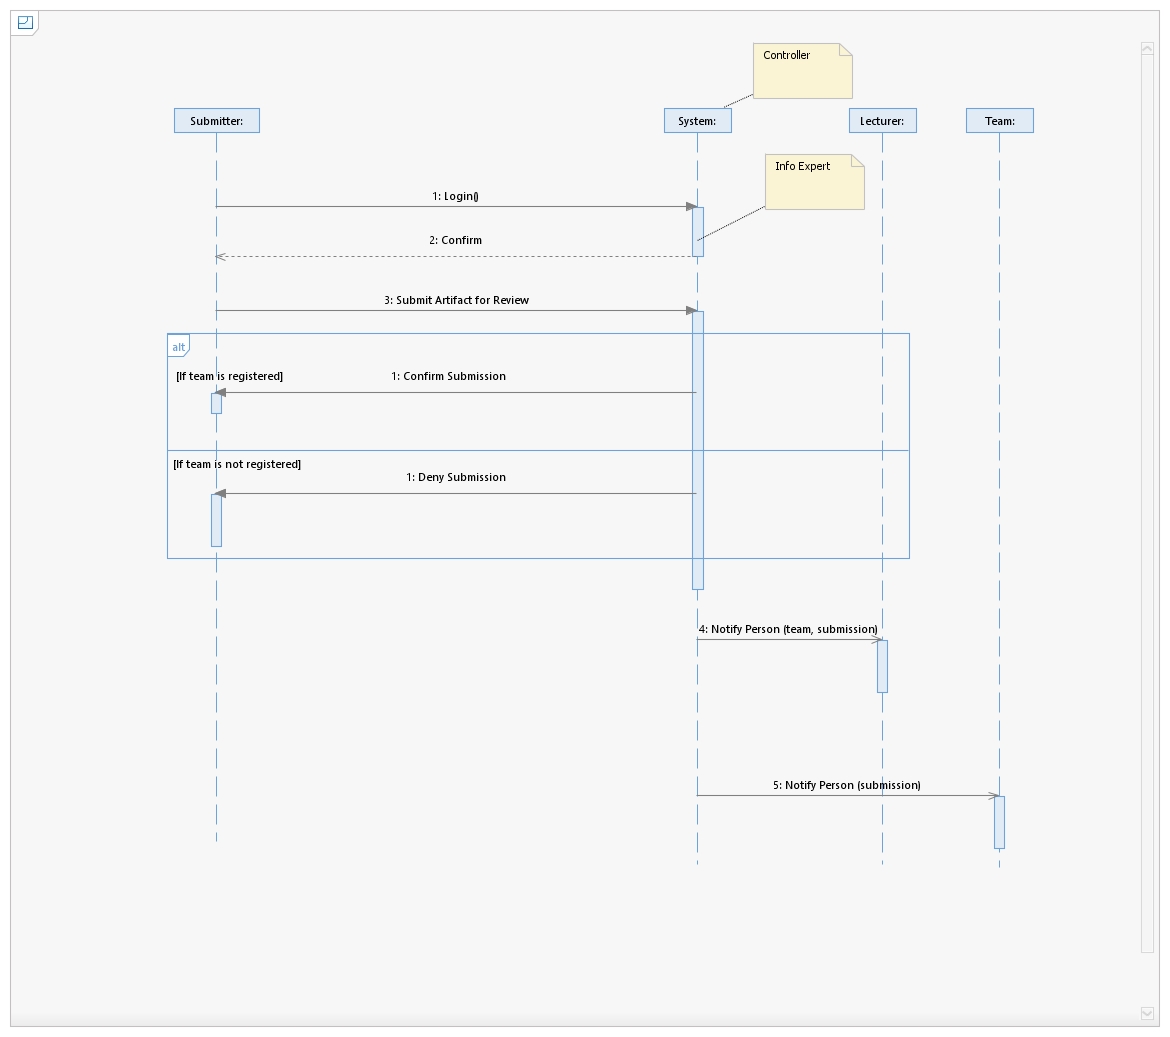 Controller
Submitter:
System:
Lecturer:
Team:
Info Expert
1: Login()
2: Confirm
3: Submit Artifact for Review
alt
[If team is registered]
1: Confirm Submission
[If team is not registered]
1: Deny Submission
4: Notify Person (team, submission)
5: Notify Person (submission)